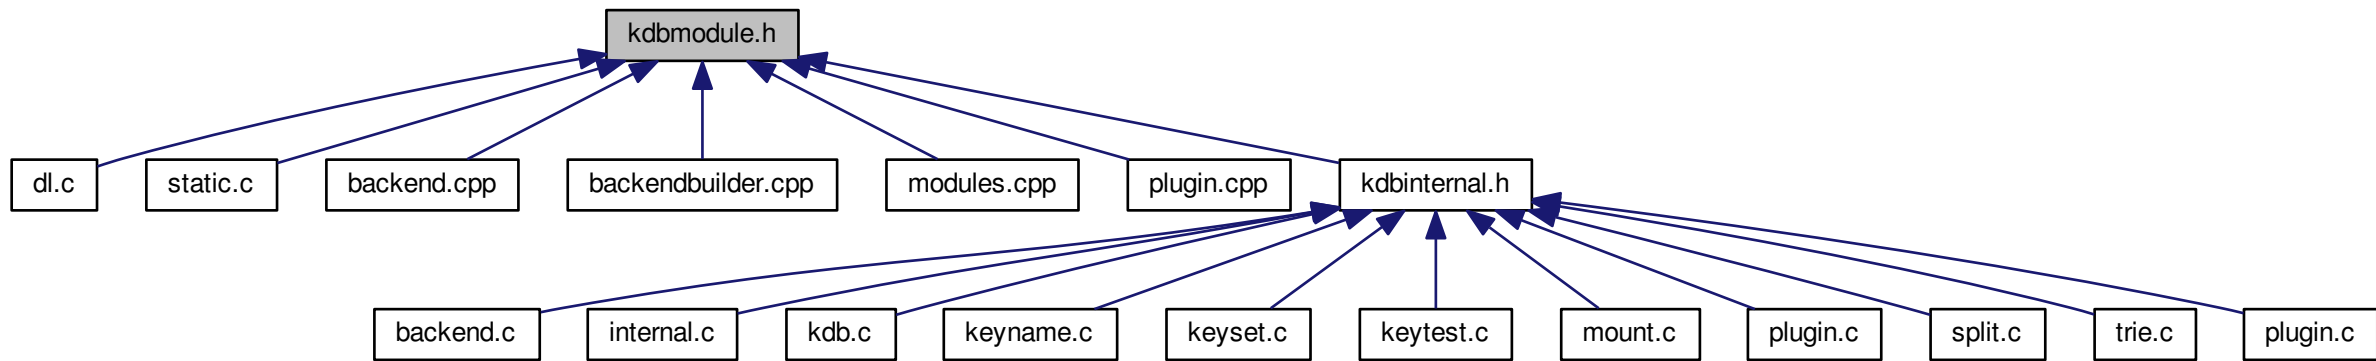 kdbmodule.h
dl.c
static.c
backend.cpp
backendbuilder.cpp
modules.cpp
plugin.cpp
kdbinternal.h
backend.c
internal.c
kdb.c
keyname.c
keyset.c
keytest.c
mount.c
plugin.c
split.c
trie.c
plugin.c